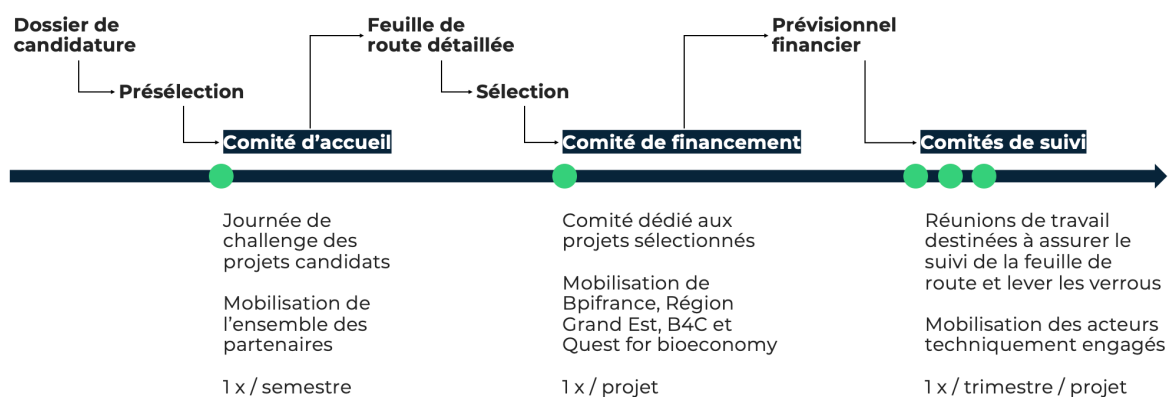 Dossier de
candidature
Présélection
Comité d’accueil
Feuille de
route détaillée
Sélection
Comité de financement
Prévisionnel
financier
Comités de suivi
Journée de
challenge des
projets candidats
Mobilisation de
l’ensemble des
partenaires
1 x / semestre
Comité dédié aux
projets sélectionnés
Mobilisation de
Bpifrance, Région
Grand Est, B4C et
Quest for bioeconomy
1 x / projet
Réunions de travail
destinées à assurer le
suivi de la feuille de
route et lever les verrous
Mobilisation des acteurs
techniquement engagés
1 x / trimestre / projet